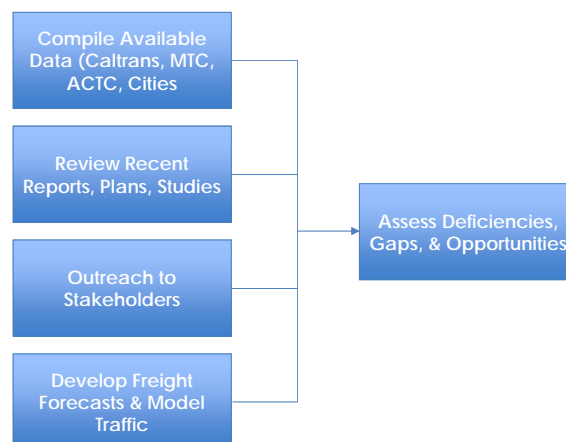 Compile Available
Data (Caltrans, MTC,
ACTC, Cities
Review Recent
Reports, Plans, Studies
Outreach to
Stakeholders
Develop Freight
Forecasts & Model
Traffic
Assess Deficiencies,
Gaps, & Opportunities